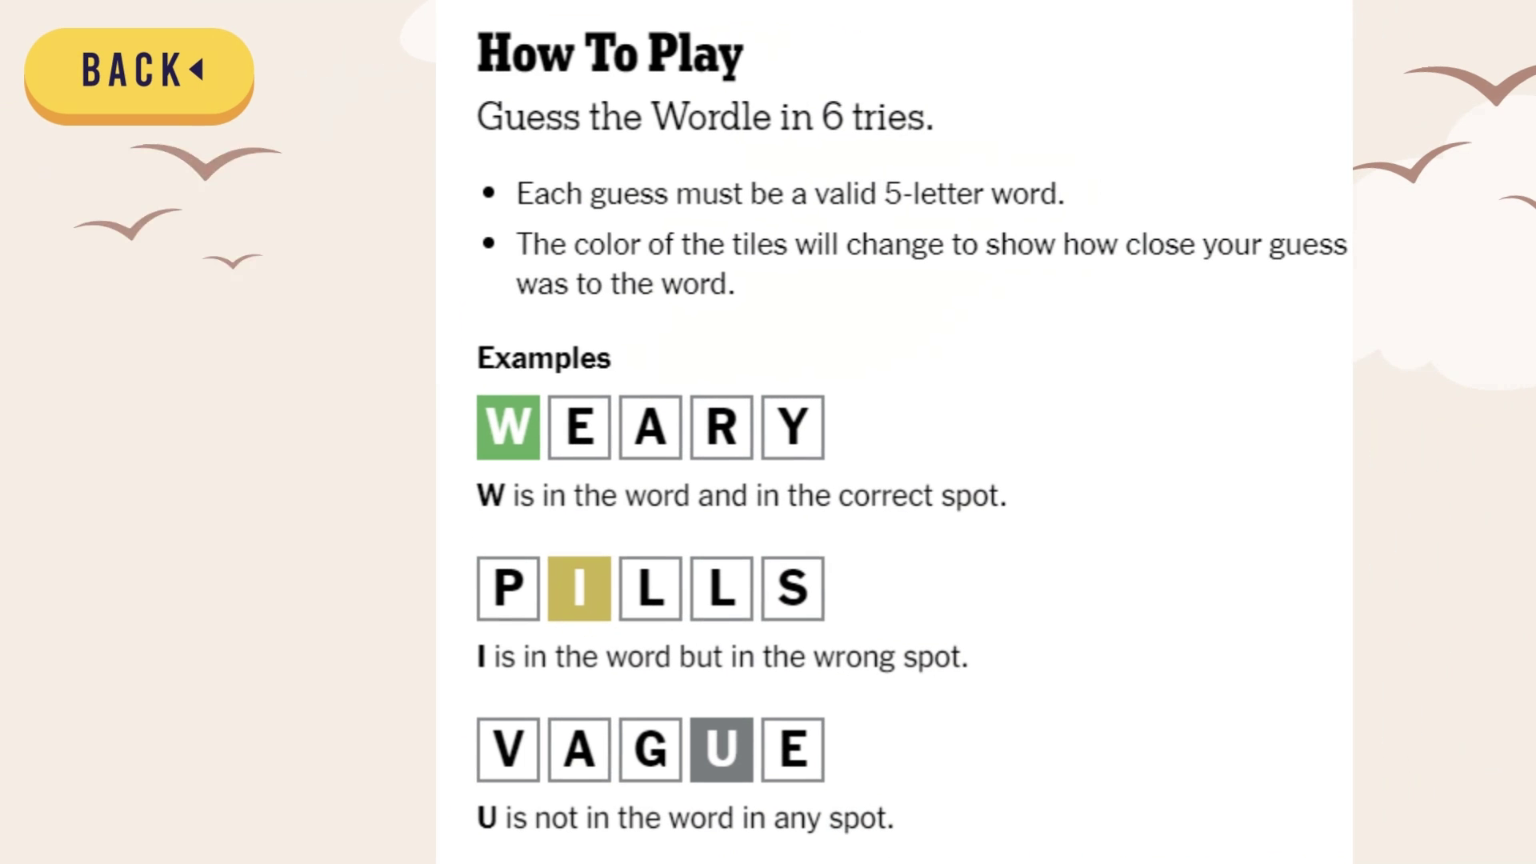 BACK
How To Play
Guess the Wordle in 6 tries.
• Each guess must be a valid 5-letter word.
• The color of the tiles will change to show how close your guess
was to the word.
Examples
W E A R Y
W is in the word and in the correct spot.
P I L L S
I is in the word but in the wrong spot.
V A G U E
U is not in the word in any spot.